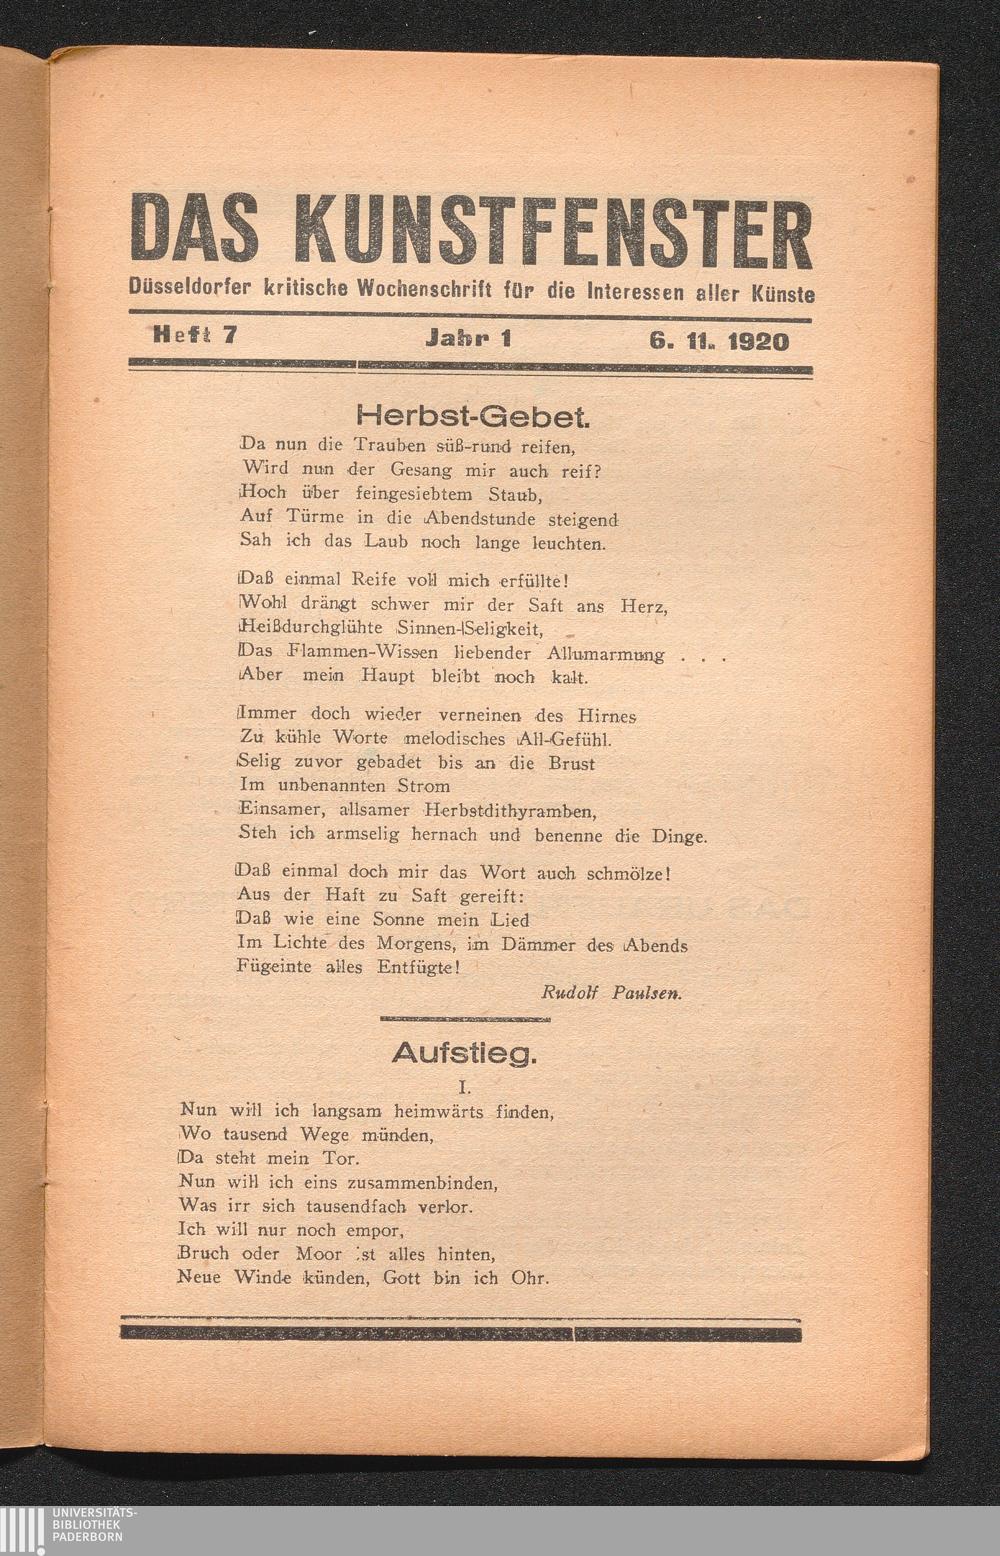 DAS KUNSTFENSTER
Düsseldorfer kritische Wochenschrift für die Interessen aller Künste
Heft 7 Jahr 1 6. 11. 1920
Herbst-Gebet.
Da nun die Trauben süß-rund reifen,
Wird nun der Gesang mir auch reif?
Hoch über feingesiebtem Staub,
Auf Türme in die Abendstunde steigend
Sah ich das Laub noch lange leuchten.
Daß einmal Reife voll mich erfüllte!
Wohl drängt schwer mir der Saft ans Herz,
Heißdurchglühte Sinnen-Seligkeit,
Das Flammen-Wissen liebender Allumarmung . . .
Aber mein Haupt bleibt noch kalt.
Immer doch wieder verneinen des Hirnes
Zu kühle Worte melodisches All-Gefühl.
Selig zuvor gebadet bis an die Brust
Im unbenannten Strom
Einsamer, allsamer Herbstdithyramben,
Steh ich armselig hernach und benenne die Dinge.
Daß einmal doch mir das Wort auch schmölze!
Aus der Haft zu Saft gereift:
Daß wie eine Sonne mein Lied
Im Lichte des Morgens, im Dämmer des Abends
Fügeinte alles Entfügte!
Rudolf Paulsen.
Aufstieg.
I.
Nun will ich langsam heimwärts finden,
Wo tausend Wege münden,
Da steht mein Tor.
Nun will ich eins zusammenbinden,
Was irr sich tausendfach verlor.
Ich will nur noch empor,
Bruch oder Moor ist alles hinten,
Neue Winde künden, Gott bin ich Ohr.
UNIVERSITÄTS-
BIBLIOTHEK
PADERBORN